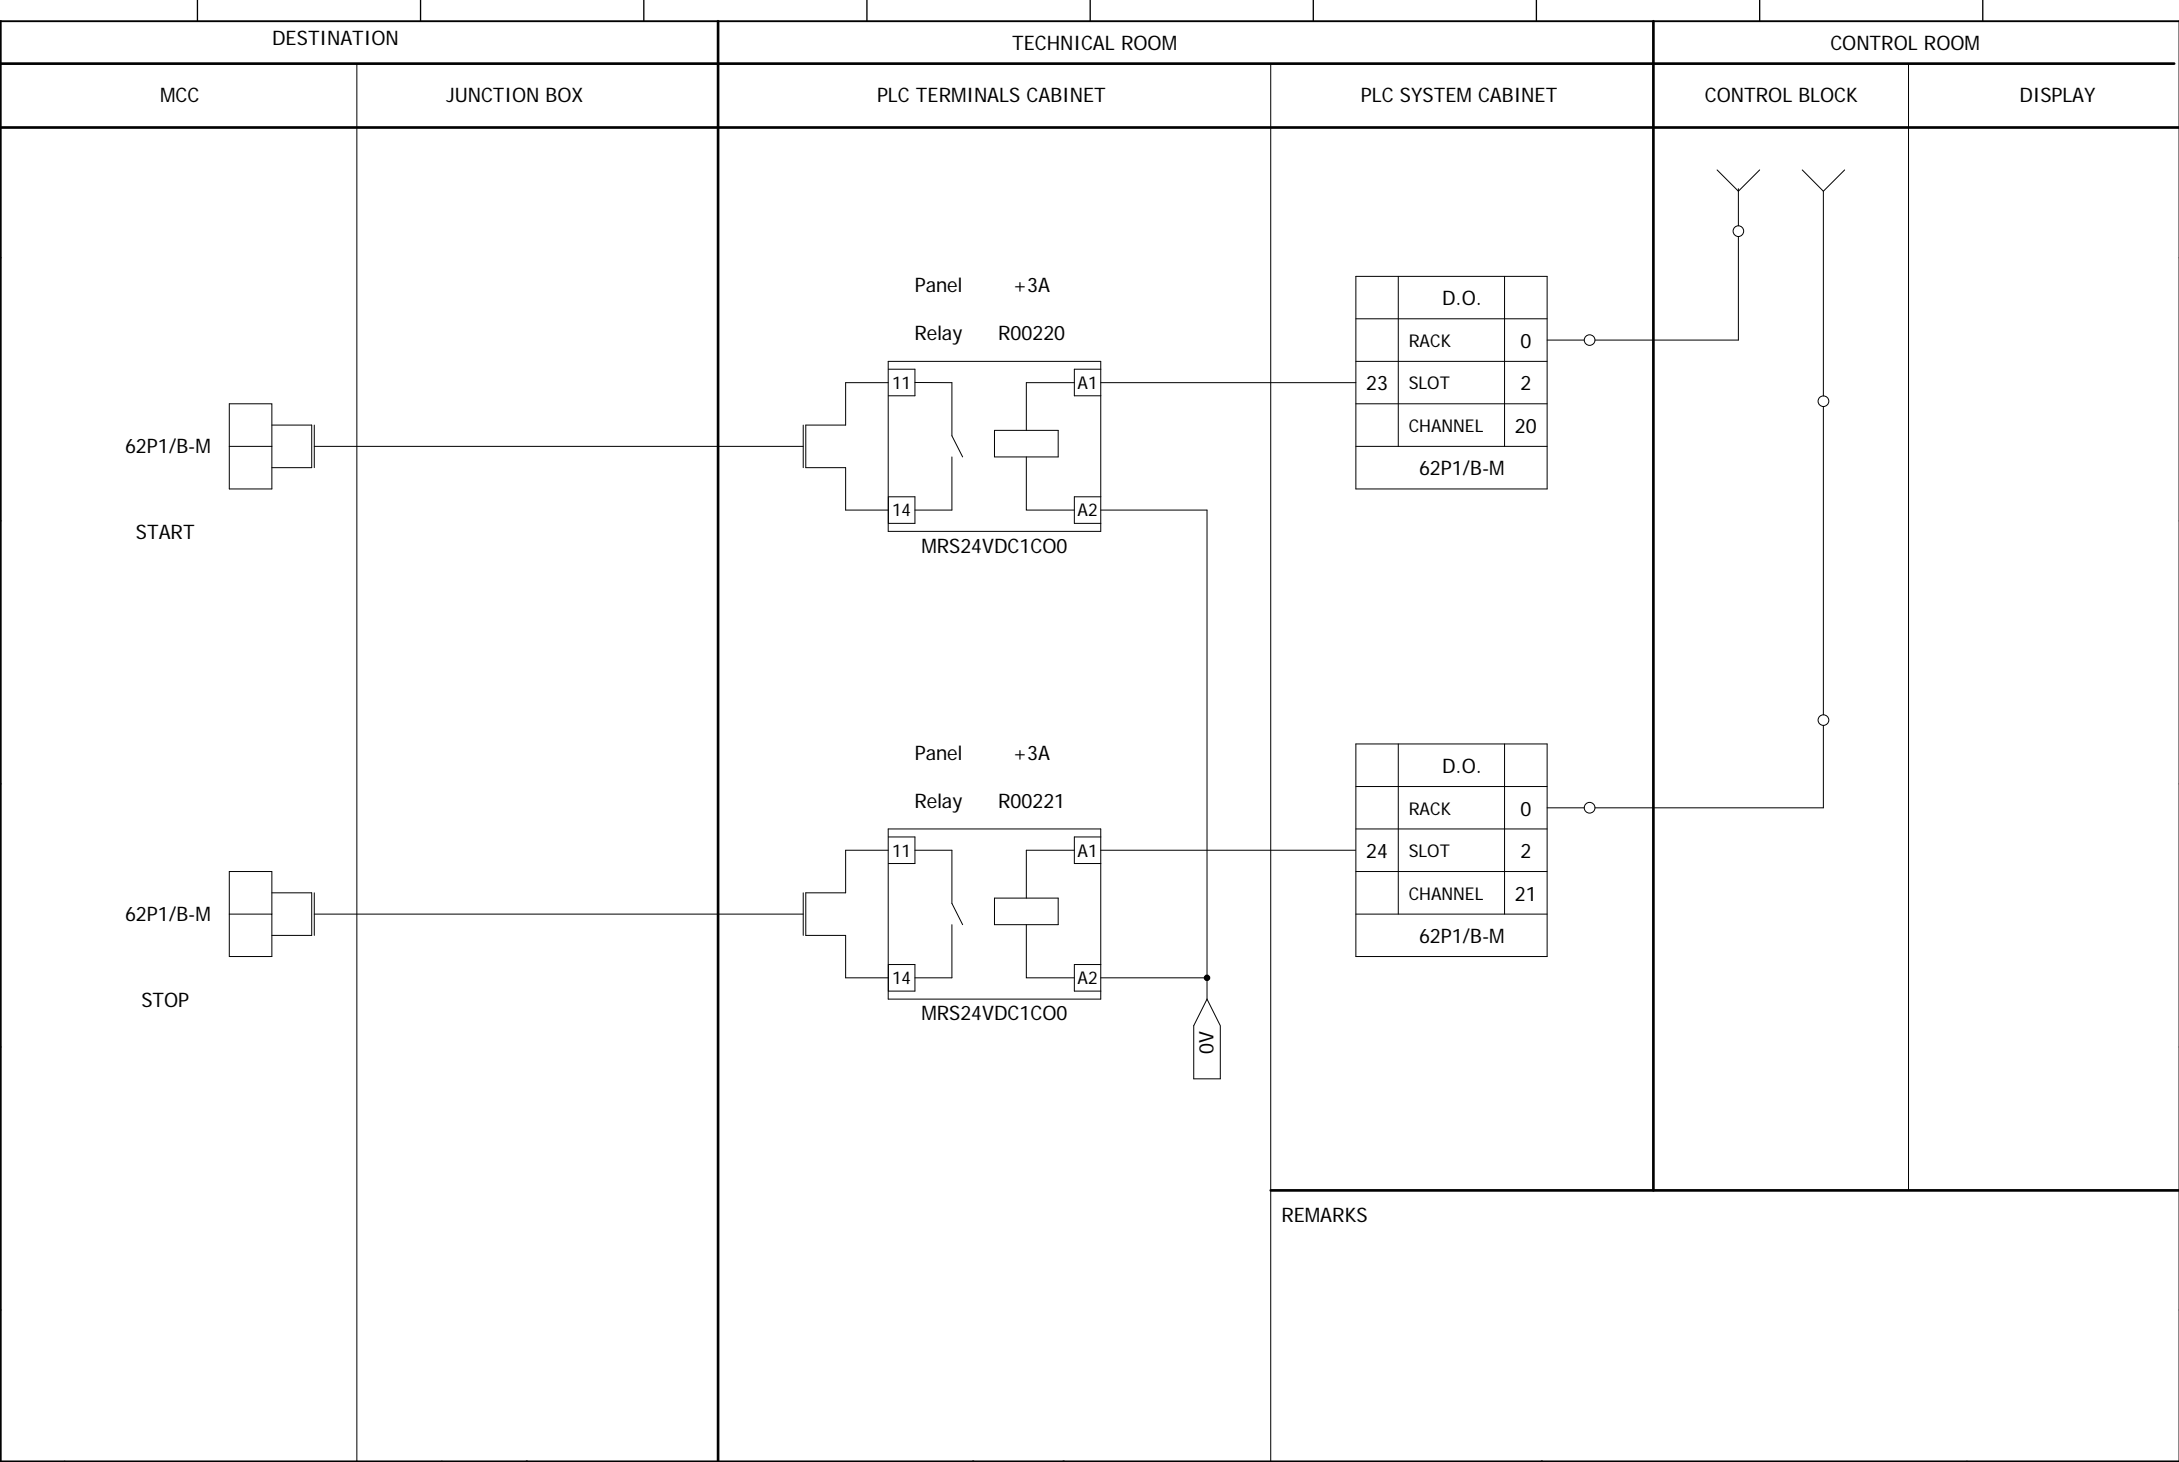 DESTINATION
TECHNICAL ROOM
CONTROL ROOM
MCC
JUNCTION BOX
PLC TERMINALS CABINET
PLC SYSTEM CABINET
CONTROL BLOCK
DISPLAY
Panel +3A
Relay R00220
11
A1
14
A2
MRS24VDC1CO0
62P1/B-M
START
D.O.
RACK 0
23 SLOT 2
CHANNEL 20
62P1/B-M
Panel +3A
Relay R00221
11
A1
14
A2
MRS24VDC1CO0
62P1/B-M
STOP
D.O.
RACK 0
24 SLOT 2
CHANNEL 21
62P1/B-M
0V
REMARKS